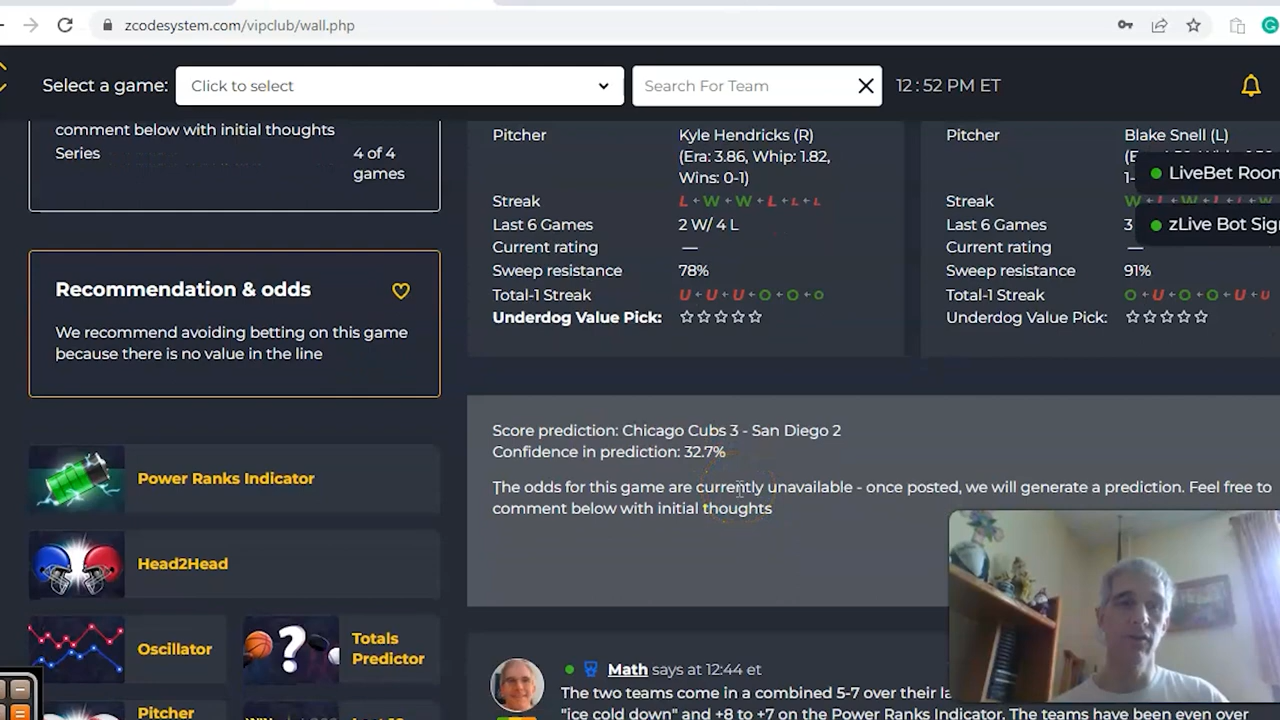 zcodesystem.com/vipclub/wall.php
Select a game:
Click to select
Search For Team
12:52 PM ET
comment below with initial thoughts
Series
4 of 4
games
Recommendation & odds
We recommend avoiding betting on this game
because there is no value in the line
Power Ranks Indicator
Head2Head
Oscillator
Totals
Predictor
Pitcher
Pitcher
Kyle Hendricks (R)
(Era: 3.86, Whip: 1.82,
Wins: 0-1)
Streak
L W W L L L
Last 6 Games
2 W/ 4 L
Current rating
—
Sweep resistance
78%
Total-1 Streak
U U U O O O
Underdog Value Pick:
Pitcher
Blake Snell (L)
Streak
Last 6 Games
3
Current rating
—
Sweep resistance
91%
Total-1 Streak
O U O O U U
Underdog Value Pick:
LiveBet Room
zLive Bot Sig
Score prediction: Chicago Cubs 3 - San Diego 2
Confidence in prediction: 32.7%
The odds for this game are currently unavailable - once posted, we will generate a prediction. Feel free to
comment below with initial thoughts
Math says at 12:44 et
The two teams come in a combined 5-7 over their la
"ice cold down" and +8 to +7 on the Power Ranks Indicator. The teams have been even over